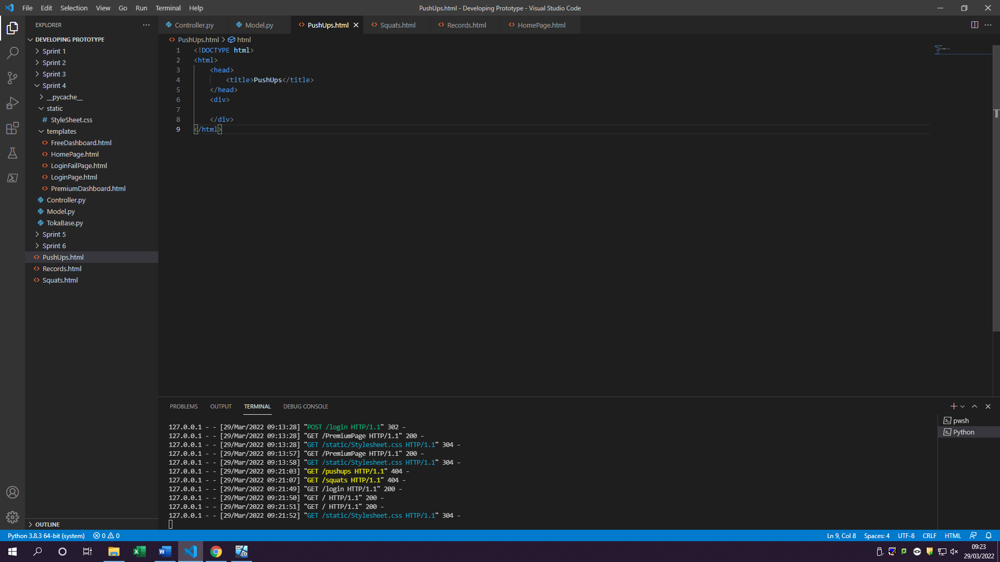 File Edit Selection View Go Run Terminal Help
PushUps.html - Developing Prototype - Visual Studio Code
EXPLORER
DEVELOPING PROTOTYPE
Sprint 1
Sprint 2
Sprint 3
Sprint 4
__pycache__
static
# StyleSheet.css
templates
<> FreeDashboard.html
<> HomePage.html
<> LoginFailPage.html
<> LoginPage.html
<> PremiumDashboard.html
Controller.py
Model.py
TokaBase.py
Sprint 5
Sprint 6
<> PushUps.html
<> Records.html
<> Squats.html
OUTLINE
Controller.py Model.py <> PushUps.html <> Squats.html <> Records.html <> HomePage.html
<> PushUps.html > html
1 <!DOCTYPE html>
2 <html>
3 <head>
4 <title>PushUps</title>
5 </head>
6 <div>
7
8 </div>
9 </html>
PROBLEMS OUTPUT TERMINAL DEBUG CONSOLE
127.0.0.1 - - [29/Mar/2022 09:13:28] "POST /login HTTP/1.1" 302 -
127.0.0.1 - - [29/Mar/2022 09:13:28] "GET /PremiumPage HTTP/1.1" 200 -
127.0.0.1 - - [29/Mar/2022 09:13:28] "GET /static/Stylesheet.css HTTP/1.1" 304 -
127.0.0.1 - - [29/Mar/2022 09:13:57] "GET /PremiumPage HTTP/1.1" 200 -
127.0.0.1 - - [29/Mar/2022 09:13:58] "GET /static/Stylesheet.css HTTP/1.1" 304 -
127.0.0.1 - - [29/Mar/2022 09:21:03] "GET /pushups HTTP/1.1" 404 -
127.0.0.1 - - [29/Mar/2022 09:21:07] "GET /squats HTTP/1.1" 404 -
127.0.0.1 - - [29/Mar/2022 09:21:49] "GET /login HTTP/1.1" 200 -
127.0.0.1 - - [29/Mar/2022 09:21:50] "GET / HTTP/1.1" 200 -
127.0.0.1 - - [29/Mar/2022 09:21:51] "GET / HTTP/1.1" 200 -
127.0.0.1 - - [29/Mar/2022 09:21:52] "GET /static/Stylesheet.css HTTP/1.1" 304 -
pwsh
Python
Python 3.8.3 64-bit (system) 0 0
Ln 9, Col 8 Spaces: 4 UTF-8 CRLF HTML
09:23
29/03/2022